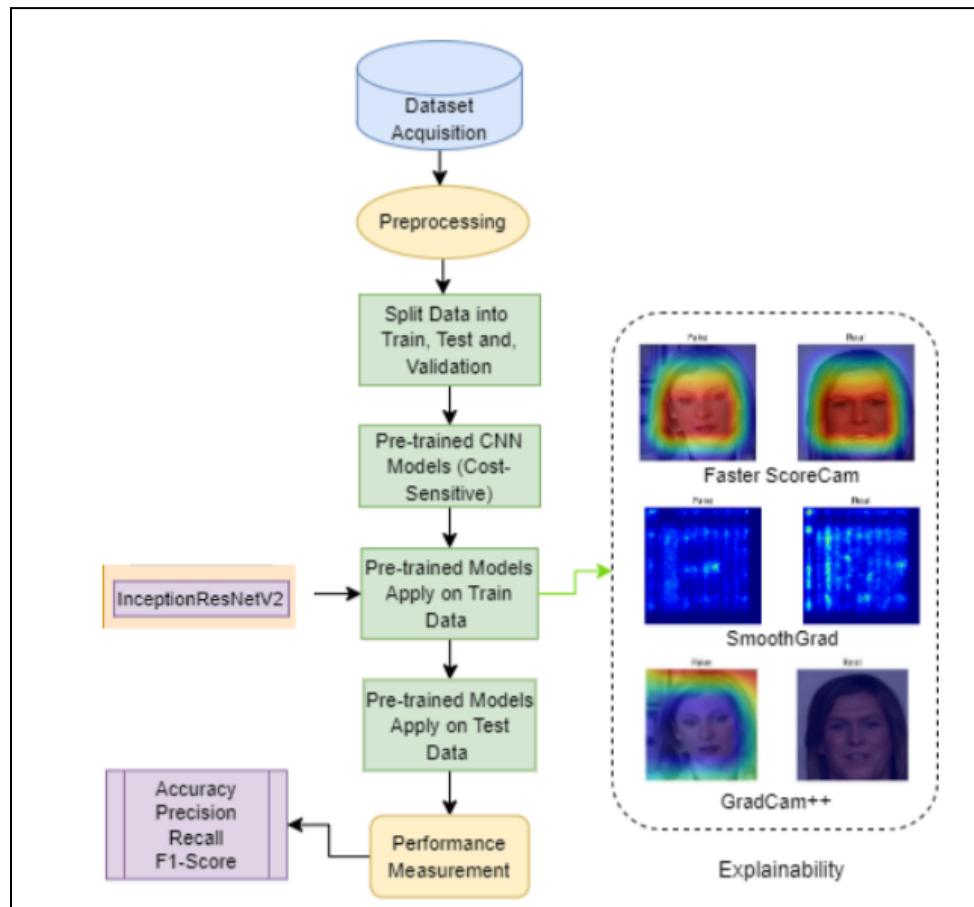 Dataset
Acquisition
Preprocessing
Split Data into
Train, Test and,
Validation
Pre-trained CNN
Models (Cost-
Sensitive)
InceptionResNetV2
Pre-trained Models
Apply on Train
Data
Pre-trained Models
Apply on Test
Data
Accuracy
Precision
Recall
F1-Score
Performance
Measurement
Fake Real
Faster ScoreCam
Fake Real
SmoothGrad
Fake Real
GradCam++
Explainability